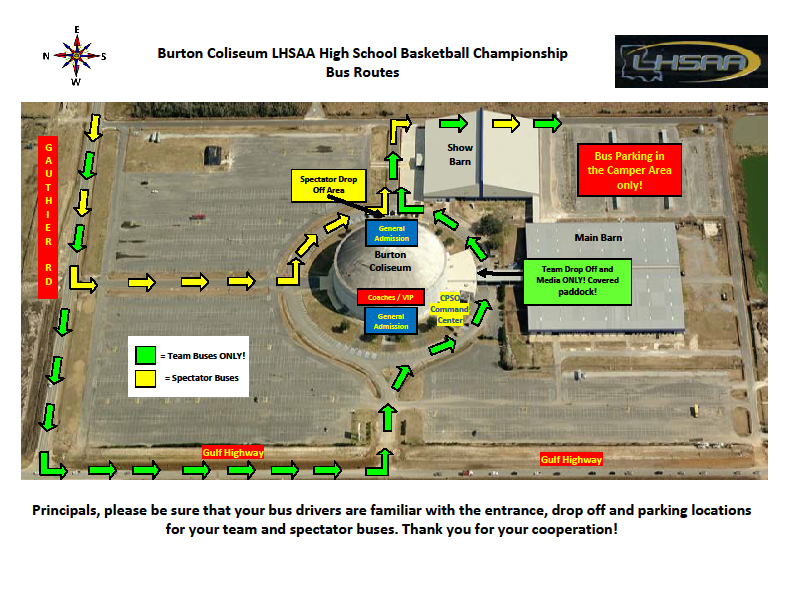 E
N S
W
Burton Coliseum LHSAA High School Basketball Championship
Bus Routes
LHSAA
G
A
U
T
H
I
E
R
R
D
Show
Barn
Bus Parking in
the Camper Area
only!
Spectator Drop
Off Area
General
Admission
Burton
Coliseum
Main Barn
Team Drop Off and
Media ONLY! Covered
paddock!
Coaches / VIP
CPSO
Command
Center
General
Admission
= Team Buses ONLY!
= Spectator Buses
Gulf Highway
Gulf Highway
Principals, please be sure that your bus drivers are familiar with the entrance, drop off and parking locations
for your team and spectator buses. Thank you for your cooperation!